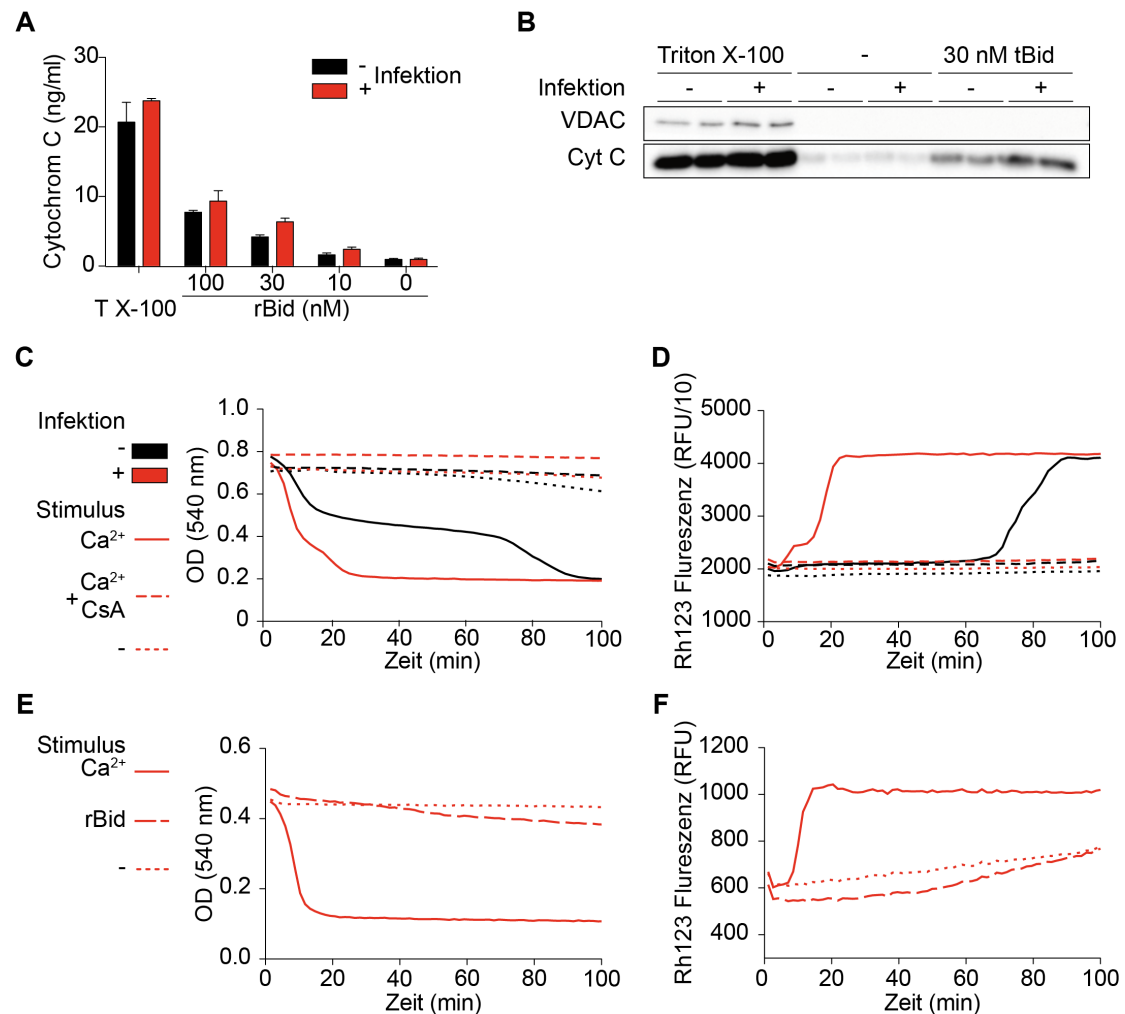 A
Cytochrom C (ng/ml)
30
20
10
0
- Infektion
+
100 30 10 0
T X-100 rBid (nM)
B
Triton X-100 - 30 nM tBid
Infektion - + - + - +
VDAC
Cyt C
C
Infektion
-
+
Stimulus
Ca²⁺
Ca²⁺
+ CsA
-
OD (540 nm)
1.0
0.8
0.6
0.4
0.2
0
0 20 40 60 80 100
Zeit (min)
D
Rh123 Flureszenz (RFU/10)
5000
4000
3000
2000
1000
0 20 40 60 80 100
Zeit (min)
E
Stimulus
Ca²⁺
rBid
-
OD (540 nm)
0.6
0.4
0.2
0.0
0 20 40 60 80 100
Zeit (min)
F
Rh123 Flureszenz (RFU)
1200
1000
800
600
400
0 20 40 60 80 100
Zeit (min)